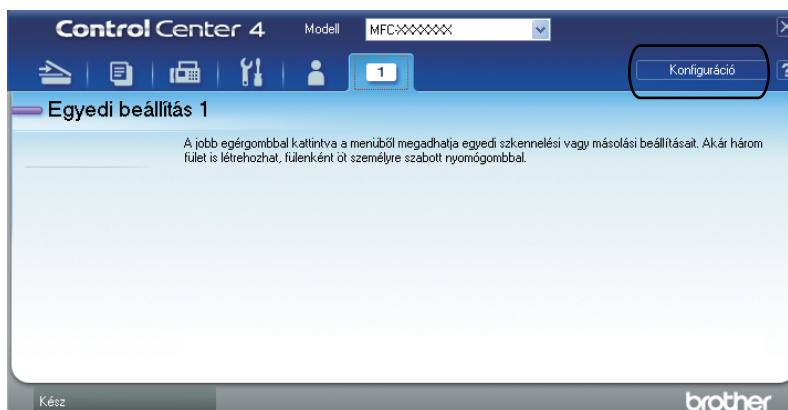 Control Center 4 Modell MFC-XXXXXXX
1 Konfiguráció ?
Egyedi beállítás 1
A jobb egérgombbal kattintva a menüből megadhatja egyedi szkennelési vagy másolási beállításait. Akár három
fület is létrehozhat, fülenként öt személyre szabott nyomógombbal.
Kész brother